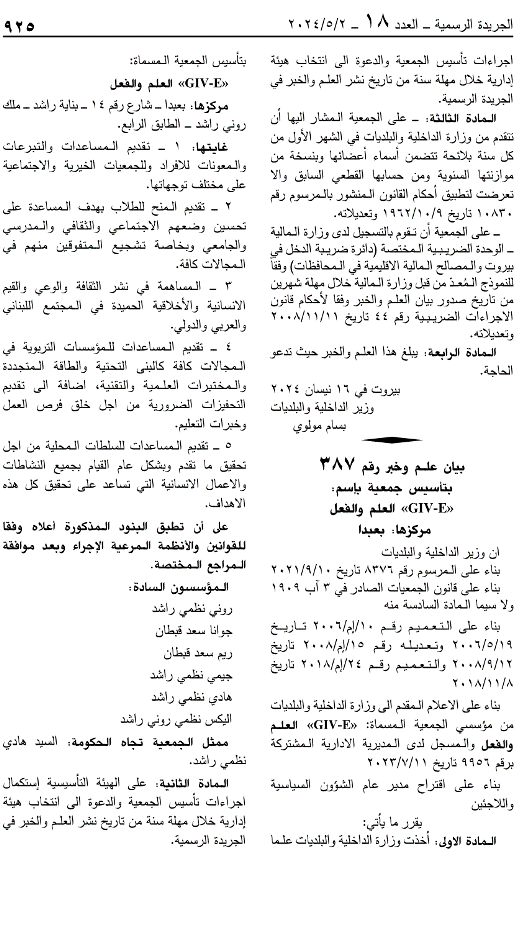 الجريدة الرسمية ــ العدد ١٨ ــ ٢٠٢٤/٥/٢
٩٢٥
اجراءات تأسيس الجمعية والدعوة الى انتخاب هيئة
إدارية خلال مهلة سنة من تاريخ نشر العلم والخبر في
الجريدة الرسمية.
المادة الثالثة: ــ على الجمعية المشار اليها أن
تتقدم من وزارة الداخلية والبلديات في الشهر الأول من
كل سنة بلائحة تتضمن أسماء أعضائها وبنسخة من
موازنتها السنوية ومن حسابها القطعي السابق والا
تعرضت لتطبيق أحكام القانون المنشور بالمرسوم رقم
١٠٨٣٠ تاريخ ١٩٦٢/١٠/٩ وتعديلاته.
ــ على الجمعية أن تقوم بالتسجيل لدى وزارة المالية
ــ الوحدة الضريبية المختصة (دائرة ضريبة الدخل في
بيروت والمصالح المالية الاقليمية في المحافظات) وفقاً
للنموذج المُعدّ من قبل وزارة المالية خلال مهلة شهرين
من تاريخ صدور بيان العلم والخبر وفقا لأحكام قانون
الاجراءات الضريبية رقم ٤٤ تاريخ ٢٠٠٨/١١/١١
وتعديلاته.
المادة الرابعة: يبلغ هذا العلم والخبر حيث تدعو
الحاجة.
بيروت في ١٦ نيسان ٢٠٢٤
وزير الداخلية والبلديات
بسام مولوي
بيان علم وخبر رقم ٣٨٧
بتأسيس جمعية بإسم:
«GIV-E» العلم والفعل
مركزها: بعبدا
ان وزير الداخلية والبلديات
بناء على المرسوم رقم ٨٣٧٦ تاريخ ٢٠٢١/٩/١٠
بناء على قانون الجمعيات الصادر في ٣ آب ١٩٠٩
ولا سيما المادة السادسة منه
بناء على التعميم رقم ١٠/إم/٢٠٠٦ تاريخ
٢٠٠٦/٥/١٩ وتعديله رقم ١٥/إم/٢٠٠٨ تاريخ
٢٠٠٨/٩/١٢ والتعميم رقم ٢٤/إم/٢٠١٨ تاريخ
٢٠١٨/١١/٨
بناء على الاعلام المقدم الى وزارة الداخلية والبلديات
من مؤسسي الجمعية المسماة: «GIV-E» العلم
والفعل والمسجل لدى المديرية الادارية المشتركة
برقم ٩٩٥٦ تاريخ ٢٠٢٣/٧/١١
بناء على اقتراح مدير عام الشؤون السياسية
واللاجئين
يقرر ما يأتي:
المادة الاولى: أخذت وزارة الداخلية والبلديات علما
بتأسيس الجمعية المسماة:
«GIV-E» العلم والفعل
مركزها: بعبدا ــ شارع رقم ١٤ ــ بناية راشد ــ ملك
روني راشد ــ الطابق الرابع.
غايتها: ١ ــ تقديم المساعدات والتبرعات
والمعونات للأفراد وللجمعيات الخيرية والاجتماعية
على مختلف توجهاتها.
٢ ــ تقديم المنح للطلاب بهدف المساعدة على
تحسين وضعهم الاجتماعي والثقافي والمدرسي
والجامعي وبخاصة تشجيع المتفوقين منهم في
المجالات كافة.
٣ ــ المساهمة في نشر الثقافة والوعي والقيم
الانسانية والأخلاقية الحميدة في المجتمع اللبناني
والعربي والدولي.
٤ ــ تقديم المساعدات للمؤسسات التربوية في
المجالات كافة كالبنى التحتية والطاقة المتجددة
والمختبرات العلمية والتقنية، اضافة الى تقديم
التحفيزات الضرورية من اجل خلق فرص العمل
وخبرات التعليم.
٥ ــ تقديم المساعدات للسلطات المحلية من اجل
تحقيق ما تقدم وبشكل عام القيام بجميع النشاطات
والاعمال الانسانية التي تساعد على تحقيق كل هذه
الاهداف.
على أن تطبق البنود المذكورة أعلاه وفقا
للقوانين والأنظمة المرعية الإجراء وبعد موافقة
المراجع المختصة.
المؤسسون السادة:
روني نظمي راشد
جوانا سعد قبطان
ريم سعد قبطان
جيمي نظمي راشد
هادي نظمي راشد
اليكس نظمي روني راشد
ممثل الجمعية تجاه الحكومة: السيد هادي
نظمي راشد.
المادة الثانية: على الهيئة التأسيسية إستكمال
اجراءات تأسيس الجمعية والدعوة الى انتخاب هيئة
إدارية خلال مهلة سنة من تاريخ نشر العلم والخبر في
الجريدة الرسمية.